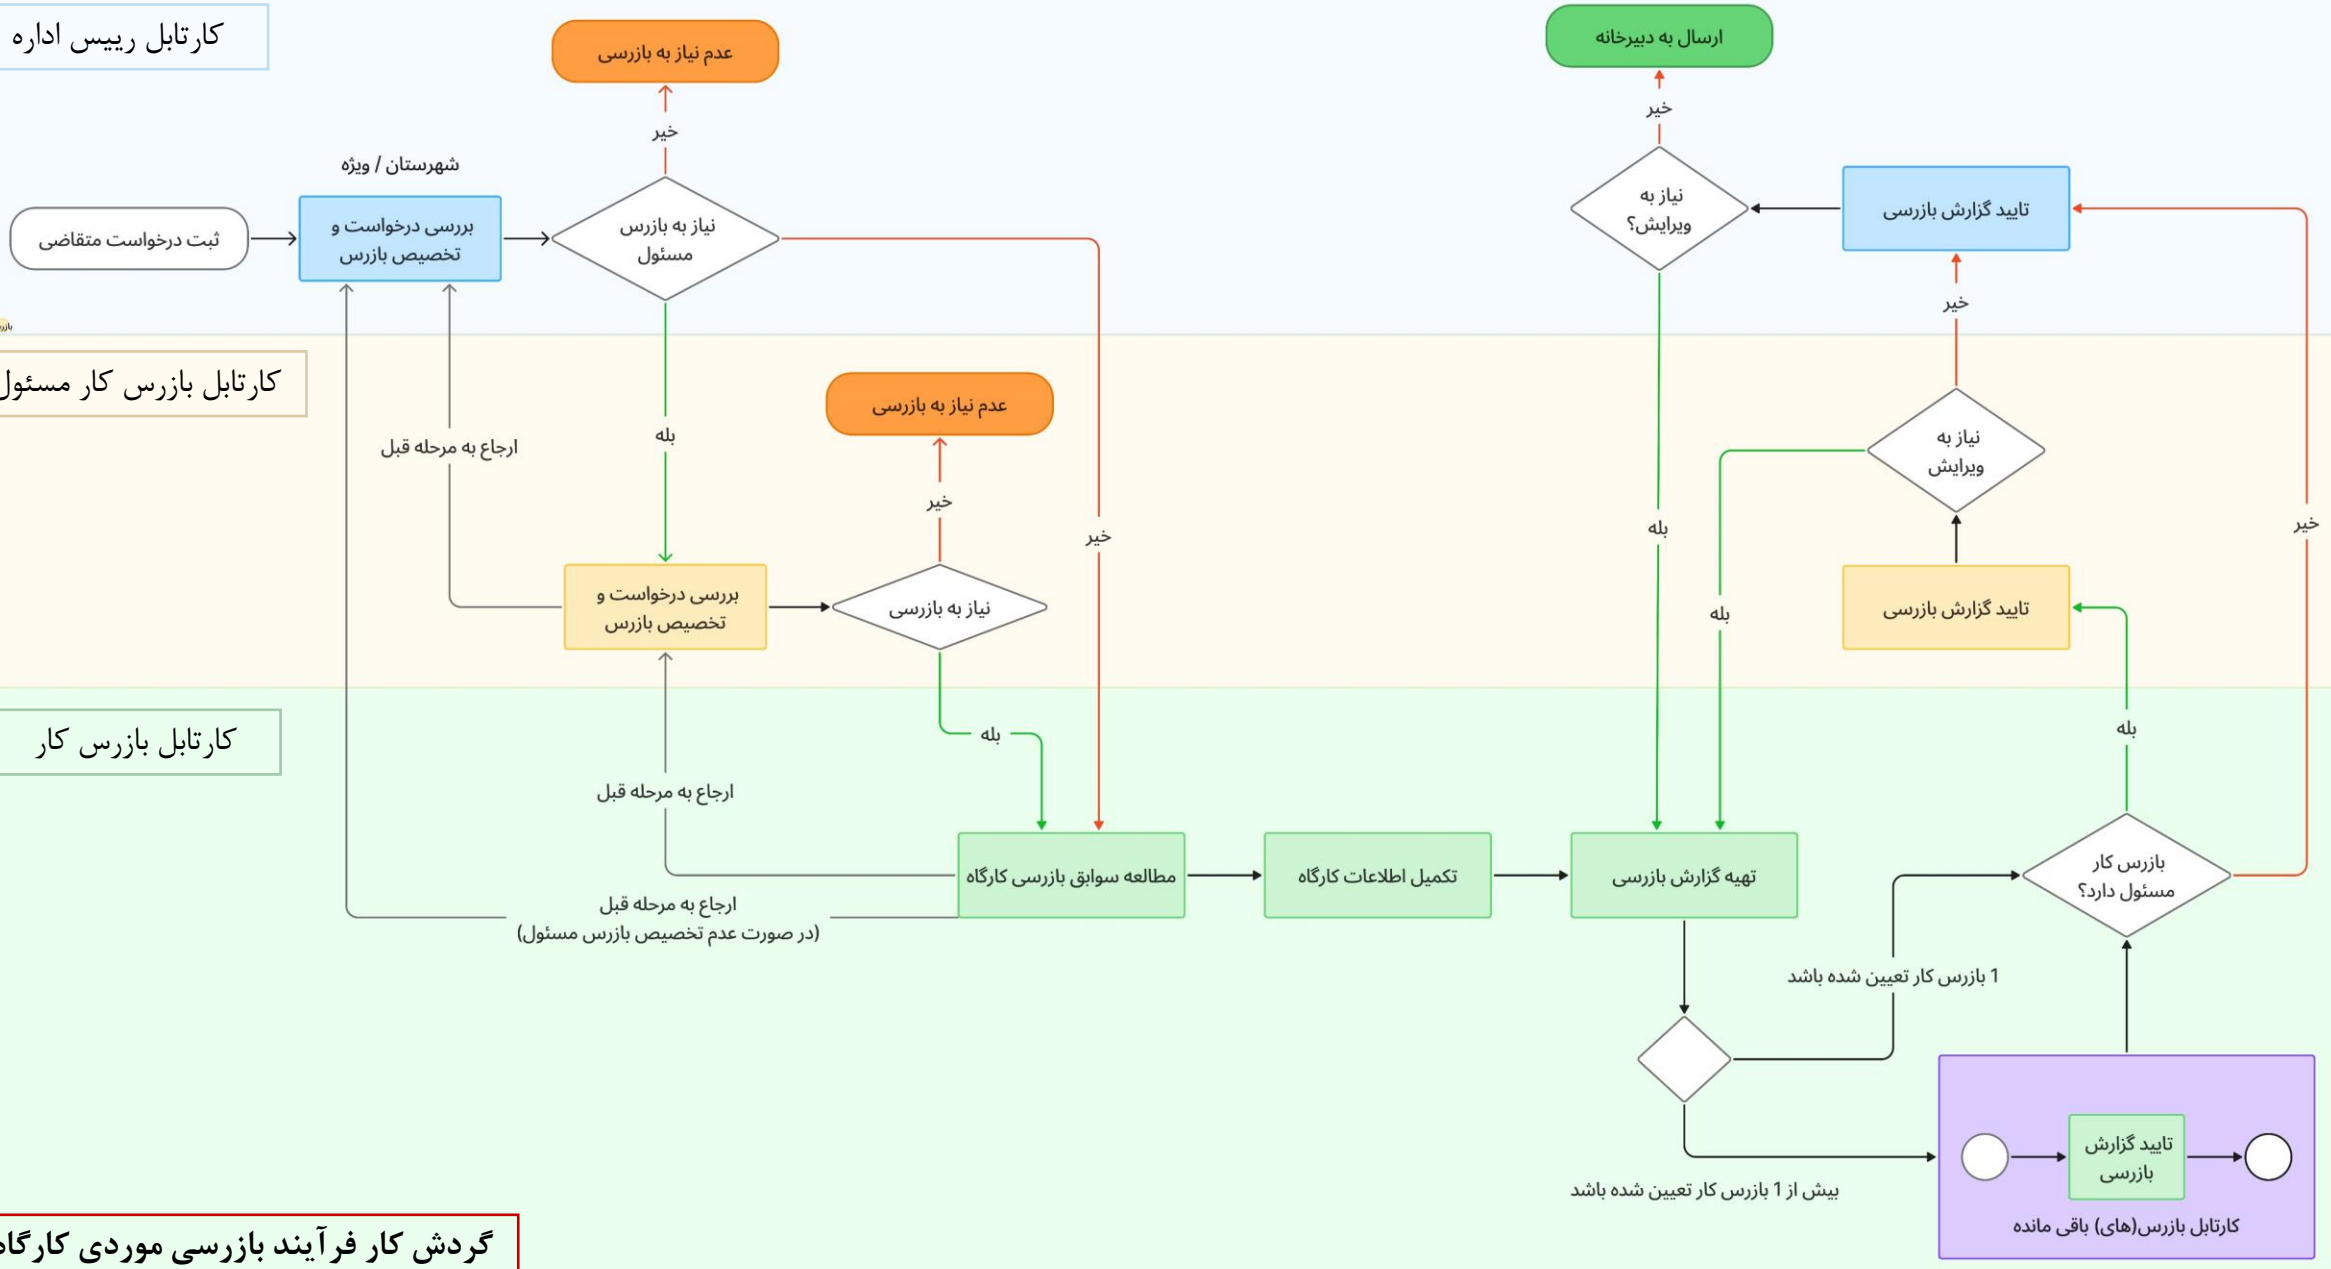 کارتابل رییس اداره
عدم نیاز به بازرسی
ارسال به دبیرخانه
خیر
خیر
شهرستان / ویژه
ثبت درخواست متقاضی
بررسی درخواست و
تخصیص بازرس
نیاز به بازرس
مسئول
نیاز به
ویرایش؟
تایید گزارش بازرسی
خیر
کارتابل بازرس کار مسئول
عدم نیاز به بازرسی
نیاز به
ویرایش
بله
ارجاع به مرحله قبل
خیر
خیر
بله
خیر
بررسی درخواست و
تخصیص بازرس
نیاز به بازرسی
بله
تایید گزارش بازرسی
کارتابل بازرس کار
بله
بله
ارجاع به مرحله قبل
مطالعه سوابق بازرسی کارگاه
تکمیل اطلاعات کارگاه
تهیه گزارش بازرسی
بازرس کار
مسئول دارد؟
ارجاع به مرحله قبل
(در صورت عدم تخصیص بازرس مسئول)
1 بازرس کار تعیین شده باشد
تایید گزارش
بازرسی
بیش از 1 بازرس کار تعیین شده باشد
کارتابل بازرس(های) باقی مانده
گردش کار فرآیند بازرسی موردی کارگاه